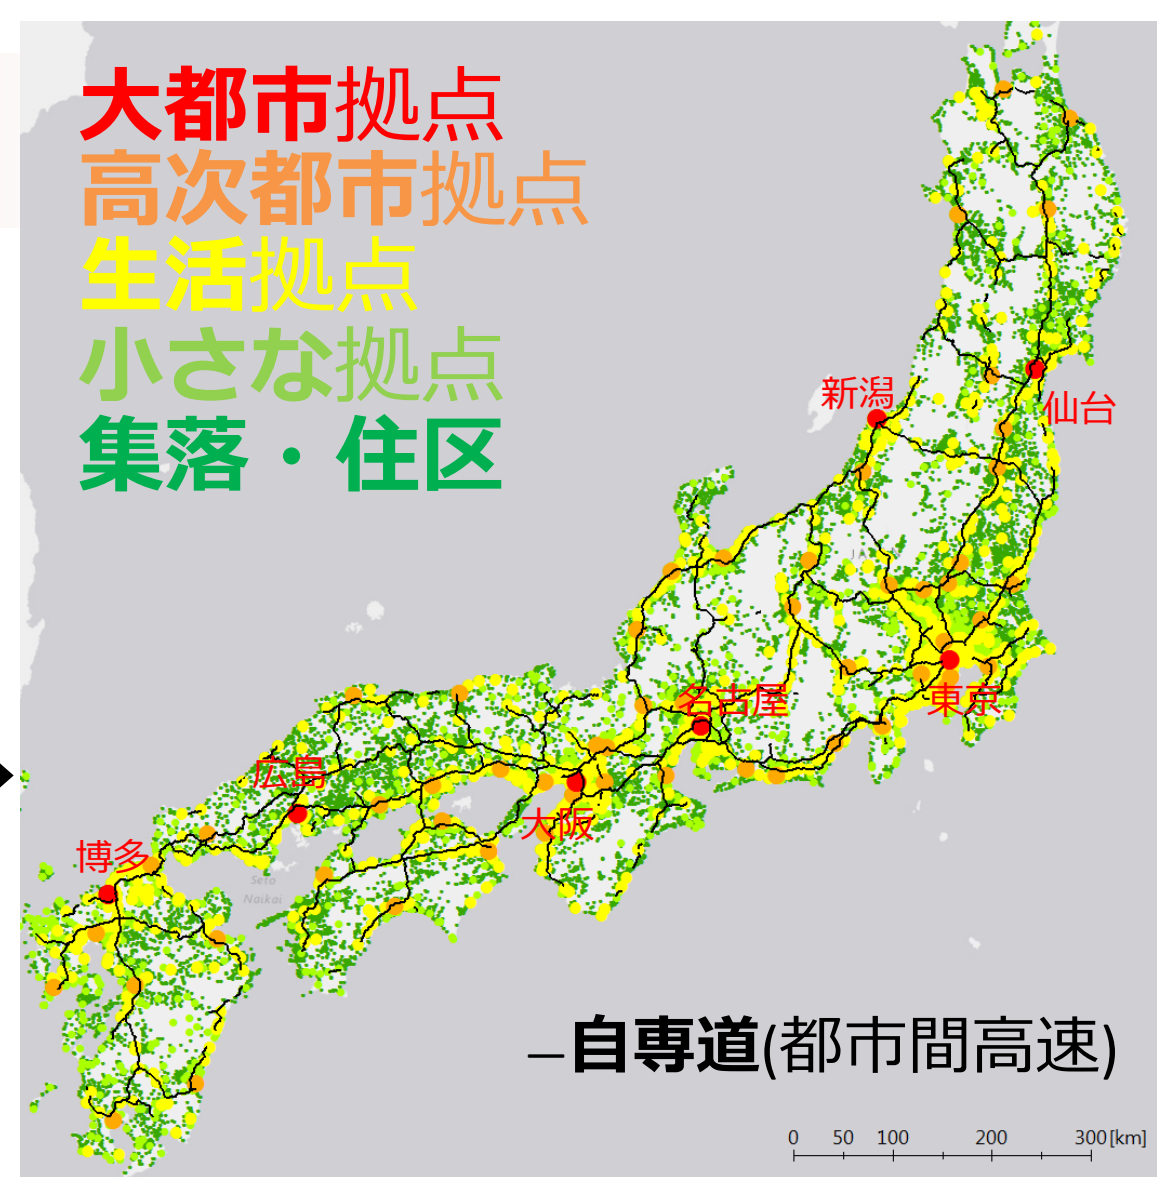 大都市拠点
高次都市拠点
生活拠点
小さな拠点
集落・住区
新潟
仙台
名古屋
東京
広島
大阪
博多
Seto
Naikai
自専道(都市間高速)
0 50 100 200 300[km]